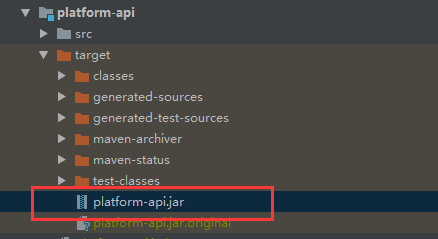 platform-api
src
target
classes
generated-sources
generated-test-sources
maven-archiver
maven-status
test-classes
platform-api.jar
platform-api.jar.original